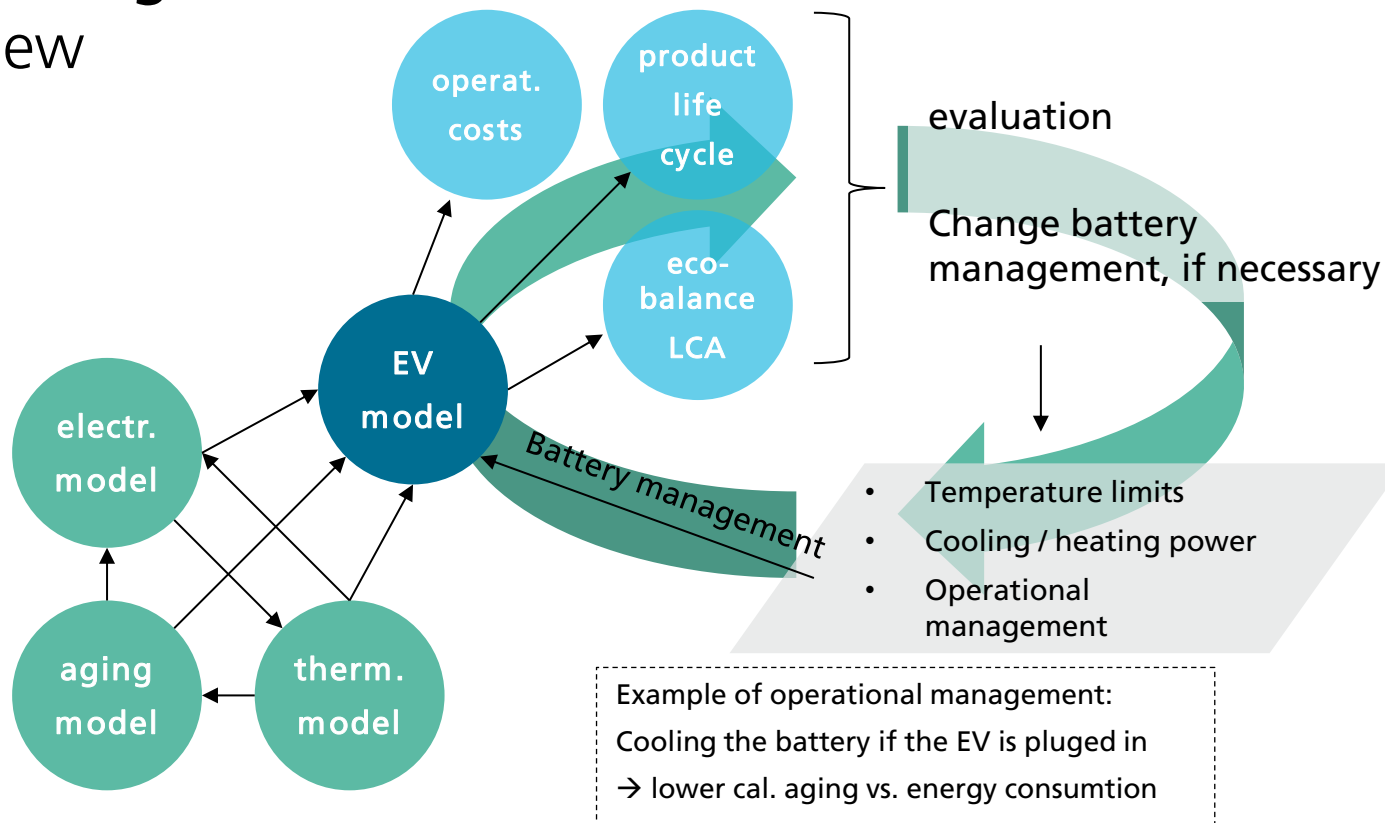 ew
operat.
costs
product
life
cycle
eco-
balance
LCA
evaluation
Change battery
management, if necessary
EV
model
electr.
model
aging
model
therm.
model
Battery management
• Temperature limits
• Cooling / heating power
• Operational
management
Example of operational management:
Cooling the battery if the EV is pluged in
→ lower cal. aging vs. energy consumtion